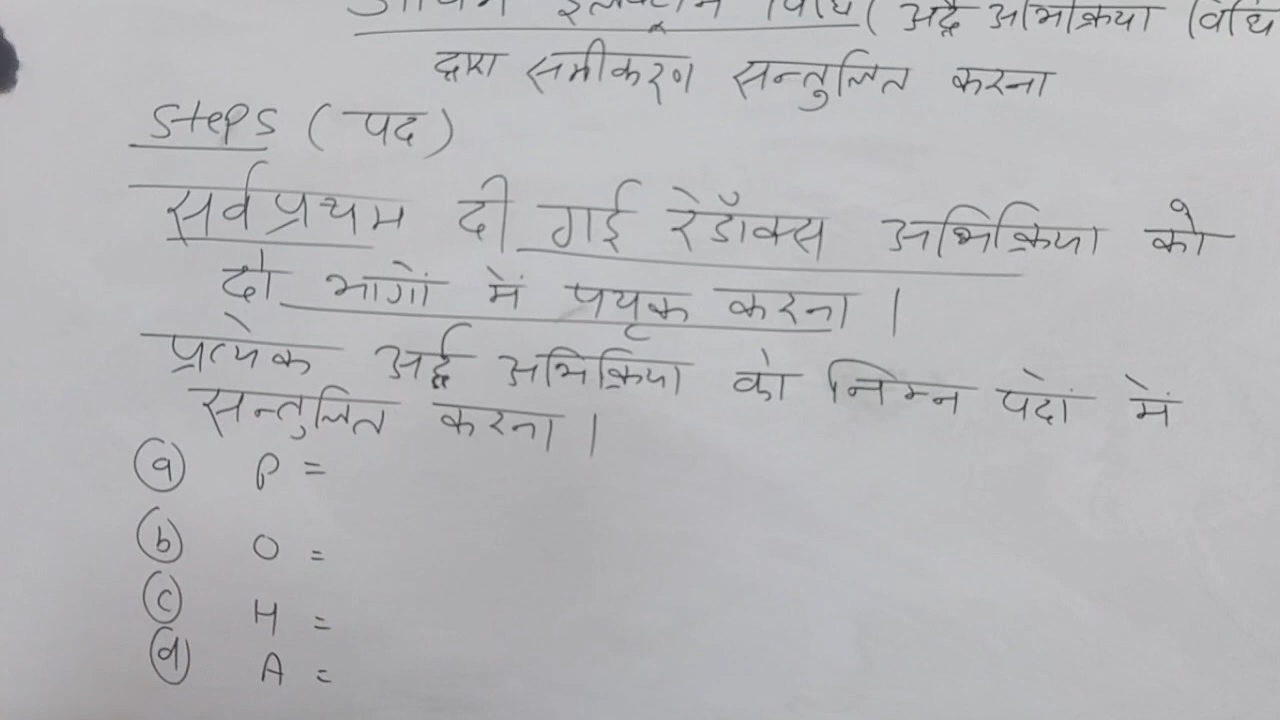 इलेक्ट्रॉन विधि ( अर्द्ध अभिक्रिया विधि
द्वारा समीकरण सन्तुलित करना
steps ( पद )
सर्वप्रथम दी गई रेडॉक्स अभिक्रिया को
दो भागों में पृथक करना ।
प्रत्येक अर्द्ध अभिक्रिया को निम्न पदों में
सन्तुलित करना ।
(a) P =
(b) O =
(c) H =
(d) A =